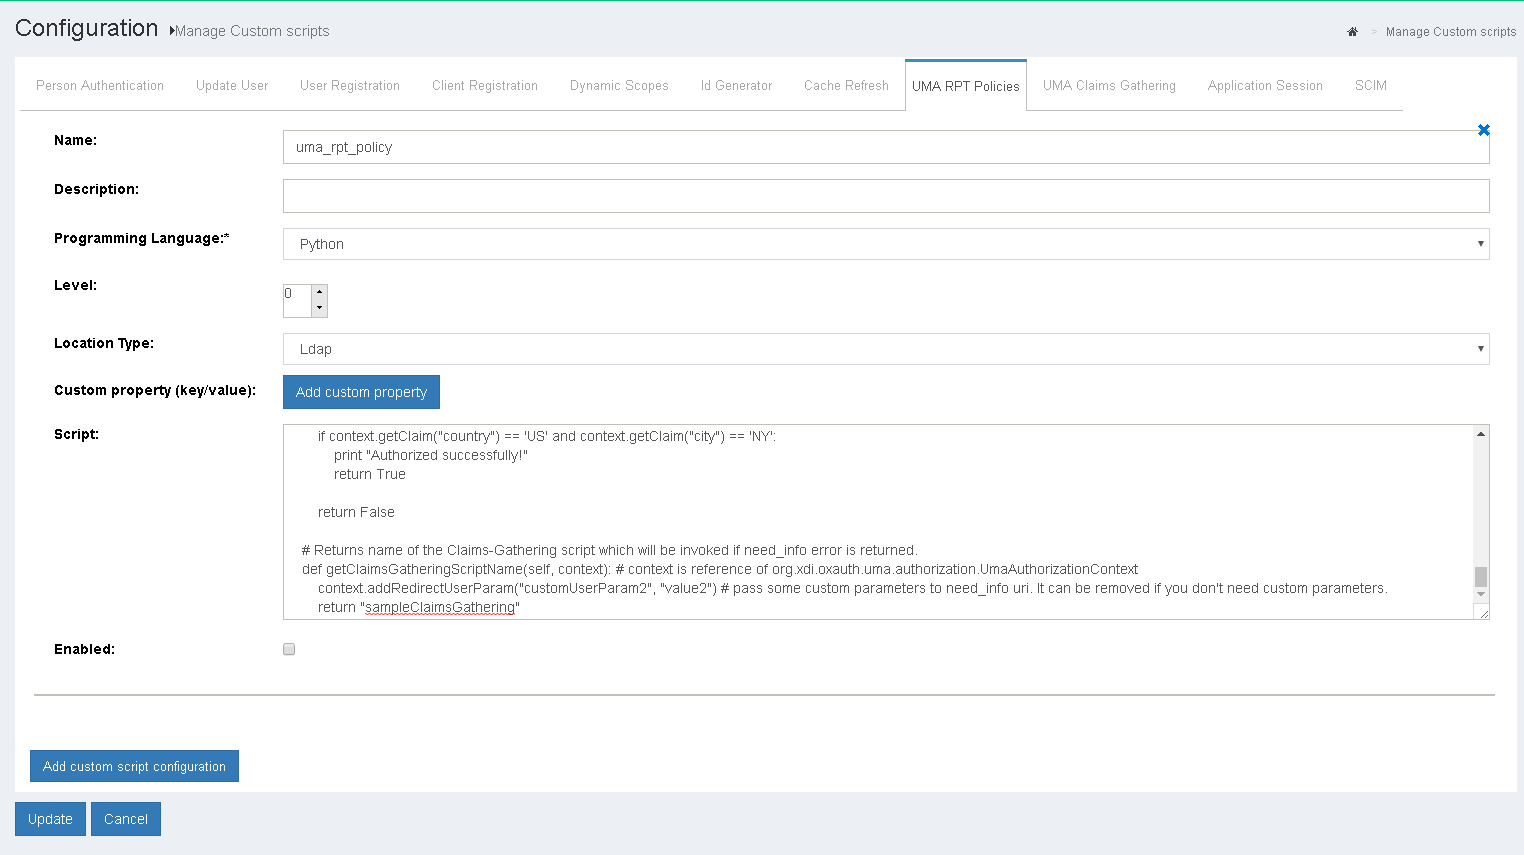 Configuration Manage Custom scripts
> Manage Custom scripts
Person Authentication Update User User Registration Client Registration Dynamic Scopes Id Generator Cache Refresh UMA RPT Policies UMA Claims Gathering Application Session SCIM
Name:
uma_rpt_policy
Description:
Programming Language:*
Python
Level:
0
Location Type:
Ldap
Custom property (key/value):
Add custom property
Script:
if context.getClaim("country") == 'US' and context.getClaim("city") == 'NY':
print "Authorized successfully!"
return True
return False
# Returns name of the Claims-Gathering script which will be invoked if need_info error is returned.
def getClaimsGatheringScriptName(self, context): # context is reference of org.xdi.oxauth.uma.authorization.UmaAuthorizationContext
context.addRedirectUserParam("customUserParam2", "value2") # pass some custom parameters to need_info uri. It can be removed if you don't need custom parameters.
return "sampleClaimsGathering"
Enabled:
Add custom script configuration
Update Cancel